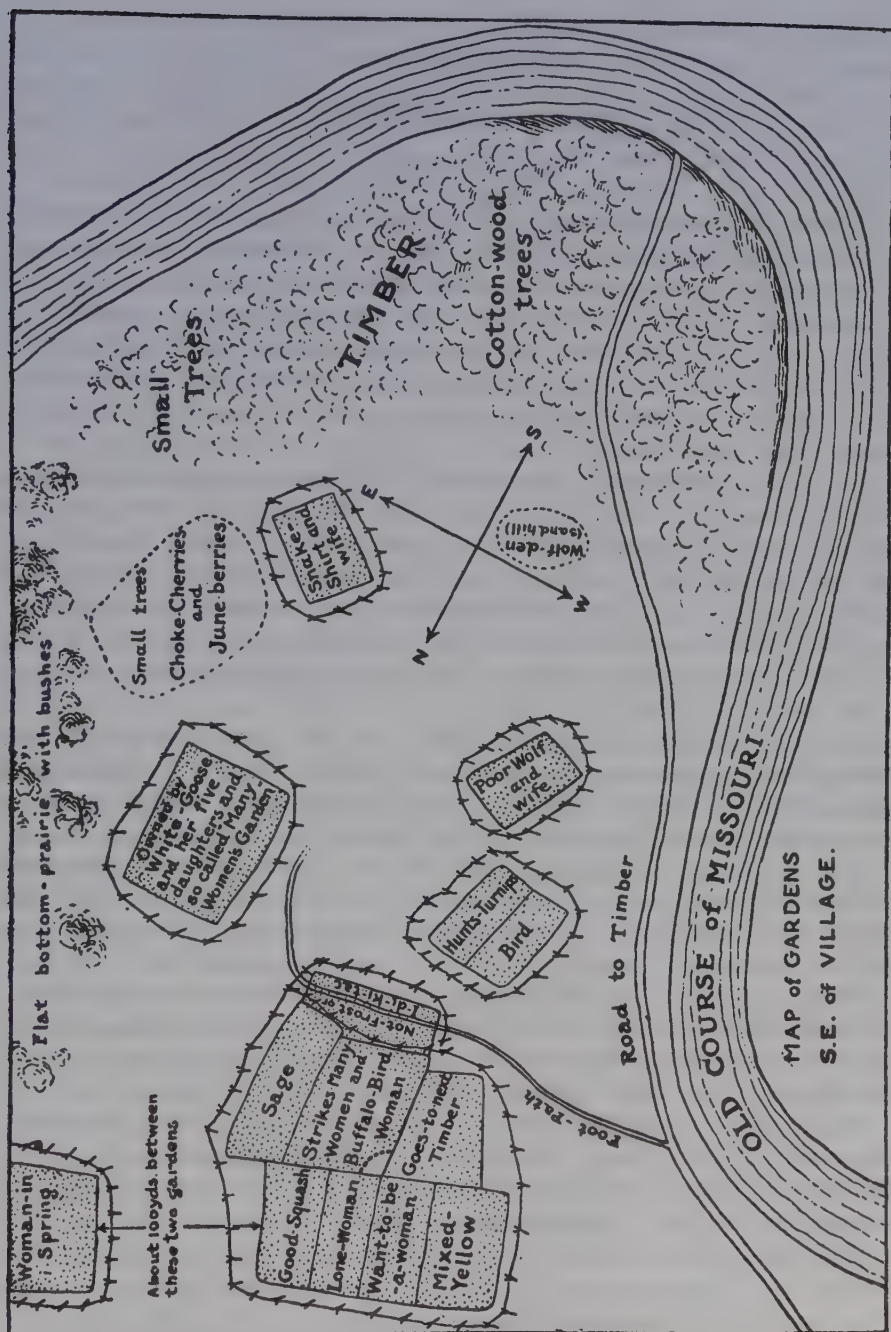 Small
Trees
TIMBER
Cotton-wood
trees
Small trees
Choke-Cherries
and
June-berries
Snake-
Shirt and
wife
N
E
S
W
Wolf-den
(sand hill)
Flat bottom-prairie with bushes
Owned by
White-Goose
and her five
daughters and
so called "Many
Women's Garden
Poor Wolf
and
wife
Hunts-Turnips
Bird
Road to Timber
OLD COURSE of MISSOURI
Woman-in
Spring
About 100yds. between
these two gardens
Sage
Not-Frost or
Strikes Many
Women and
Buffalo-Bird-
Woman
Goes-to-next
Timber
Good-Squash
Lone-Woman
Want-to-be
-a-woman
Mixed-
Yellow
Foot-Path
MAP of GARDENS
S.E. of VILLAGE.